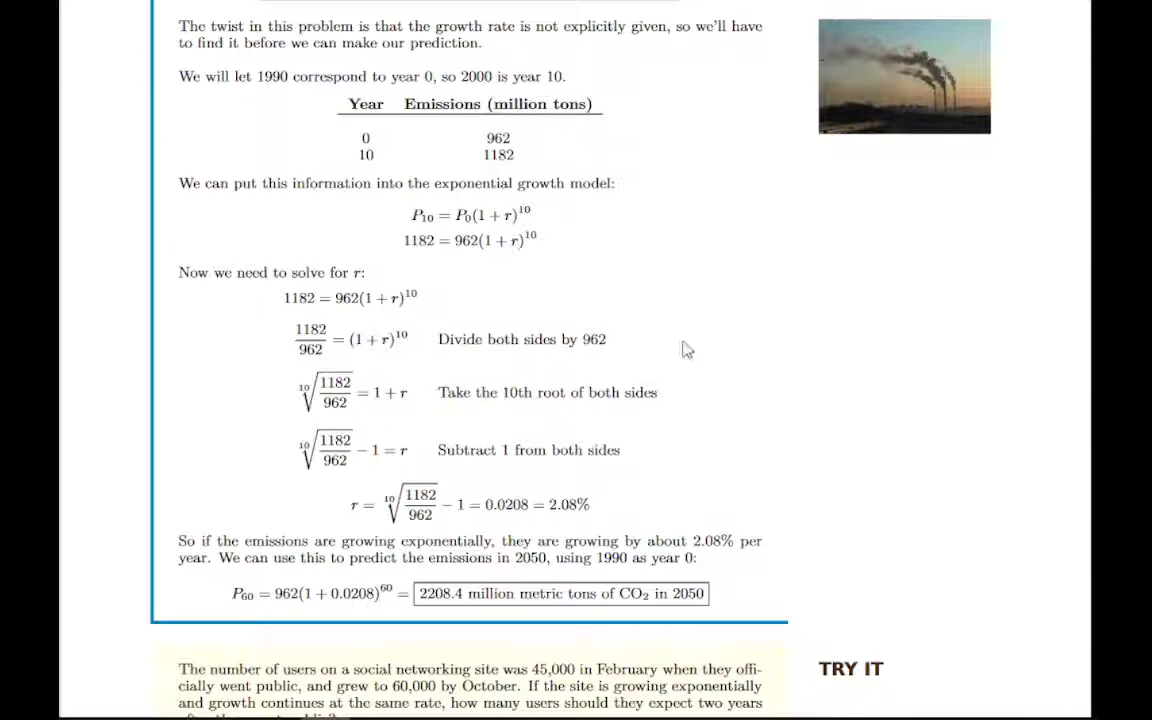 The twist in this problem is that the growth rate is not explicitly given, so we'll have
to find it before we can make our prediction.
We will let 1990 correspond to year 0, so 2000 is year 10.
Year Emissions (million tons)
0 962
10 1182
We can put this information into the exponential growth model:
P₁₀ = P₀(1 + r)¹⁰
1182 = 962(1 + r)¹⁰
Now we need to solve for r:
1182 = 962(1 + r)¹⁰
1182/962 = (1 + r)¹⁰ Divide both sides by 962
¹⁰√(1182/962) = 1 + r Take the 10th root of both sides
¹⁰√(1182/962) − 1 = r Subtract 1 from both sides
r = ¹⁰√(1182/962) − 1 = 0.0208 = 2.08%
So if the emissions are growing exponentially, they are growing by about 2.08% per
year. We can use this to predict the emissions in 2050, using 1990 as year 0:
P₆₀ = 962(1 + 0.0208)⁶⁰ = 2208.4 million metric tons of CO₂ in 2050
The number of users on a social networking site was 45,000 in February when they offi-
cially went public, and grew to 60,000 by October. If the site is growing exponentially
and growth continues at the same rate, how many users should they expect two years
TRY IT